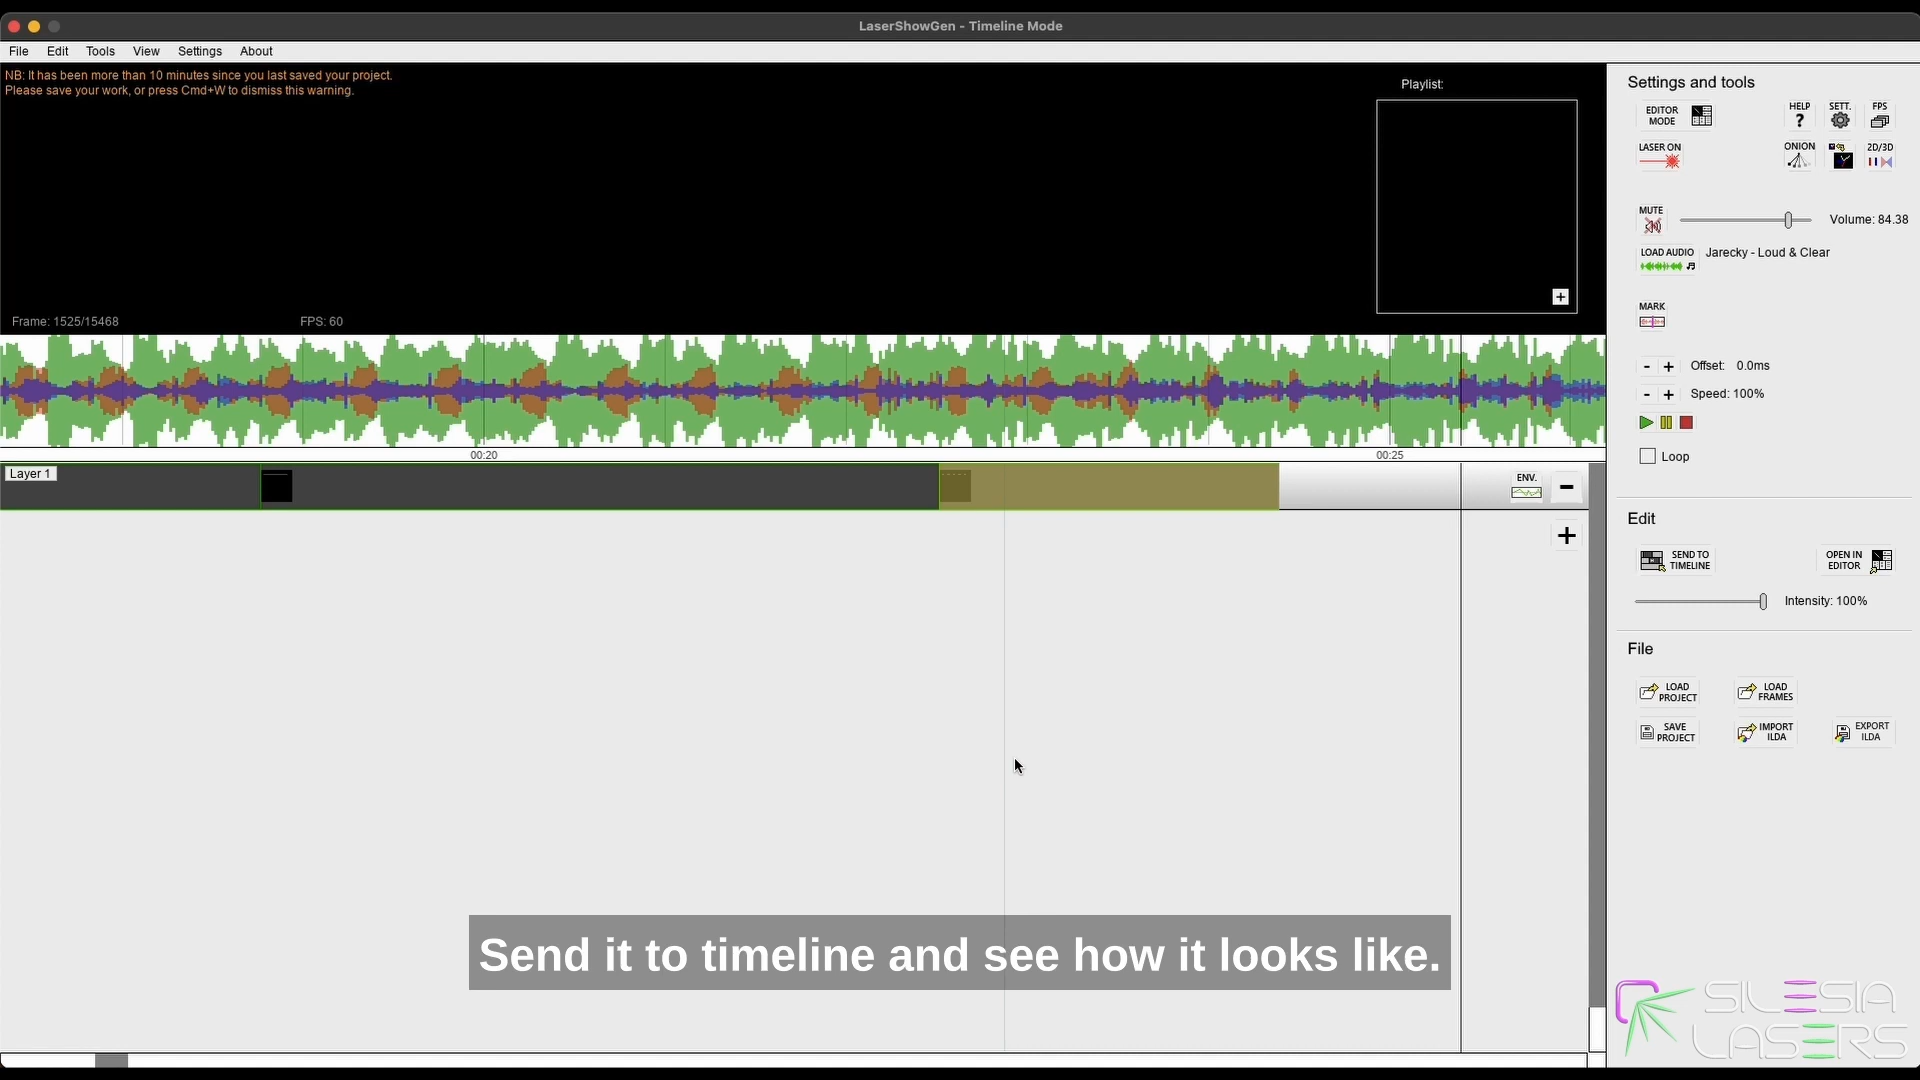 LaserShowGen - Timeline Mode
File Edit Tools View Settings About
NB: It has been more than 10 minutes since you last saved your project.
Please save your work, or press Cmd+W to dismiss this warning.
Playlist:
+
Frame: 1525/15468 FPS: 60
00:20 00:25
Layer 1
ENV.
-
+
Settings and tools
EDITOR MODE
HELP ?
SETT.
FPS
LASER ON
ONION
2D/3D
MUTE
Volume: 84.38
LOAD AUDIO
Jarecky - Loud & Clear
MARK
- + Offset: 0.0ms
- + Speed: 100%
Loop
Edit
SEND TO TIMELINE
OPEN IN EDITOR
Intensity: 100%
File
LOAD PROJECT
LOAD FRAMES
SAVE PROJECT
IMPORT ILDA
EXPORT ILDA
Send it to timeline and see how it looks like.
SILESIA
LASERS